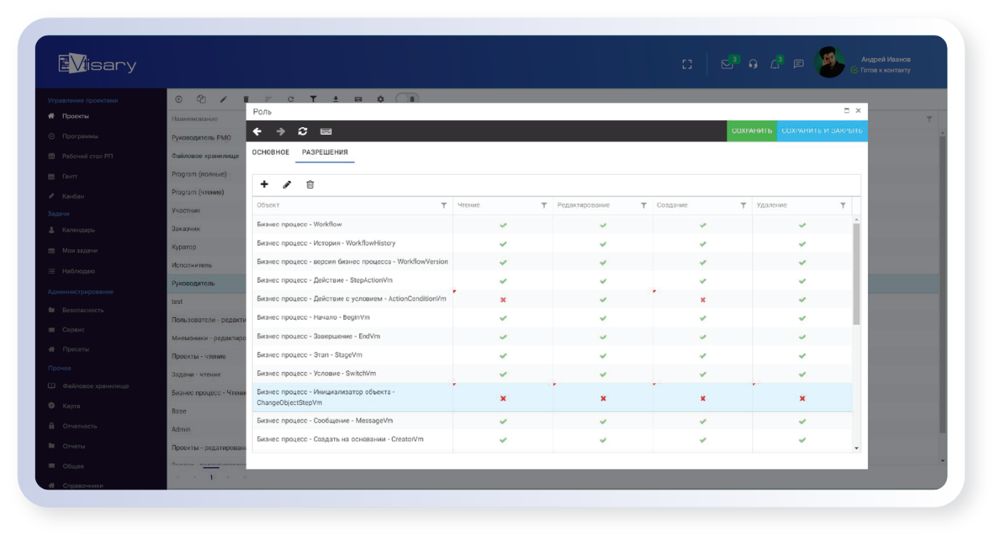 Visary
3
3
Андрей Иванов
Готов к контакту
Управление проектами
Проекты
Программы
Рабочий стол РП
Гантт
Канбан
Задачи
Календарь
Мои задачи
Наблюдаю
Администрирование
Безопасность
Сервис
Пресеты
Прочее
Файловое хранилище
Карта
Отчетность
Отчеты
Общее
Справочники
Наименование
Руководитель PMO
Файловое хранилище
Program (полные)
Program (чтение)
Участник
Заказчик
Куратор
Исполнитель
Руководитель
test
Пользователи - редакти
Мнемоники - редактиро
Проекты - чтение
Задачи - чтение
Бизнес процесс - Чтени
Base
Admin
Проекты - редатирован
1
Роль
СОХРАНИТЬ СОХРАНИТЬ И ЗАКРЫТЬ
ОСНОВНОЕ РАЗРЕШЕНИЯ
Объект Чтение Редактирование Создание Удаление
Бизнес процесс - Workflow
Бизнес процесс - История - WorkflowHistory
Бизнес процесс - версия бизнес процесса - WorkflowVersion
Бизнес процесс - Действие - StepActionVm
Бизнес процесс - Действие с условием - ActionConditionVm
Бизнес процесс - Начало - BeginVm
Бизнес процесс - Завершение - EndVm
Бизнес процесс - Этап - StageVm
Бизнес процесс - Условие - SwitchVm
Бизнес процесс - Инициализатор объекта -
ChangeObjectStepVm
Бизнес процесс - Сообщение - MessageVm
Бизнес процесс - Создать на основании - CreatorVm